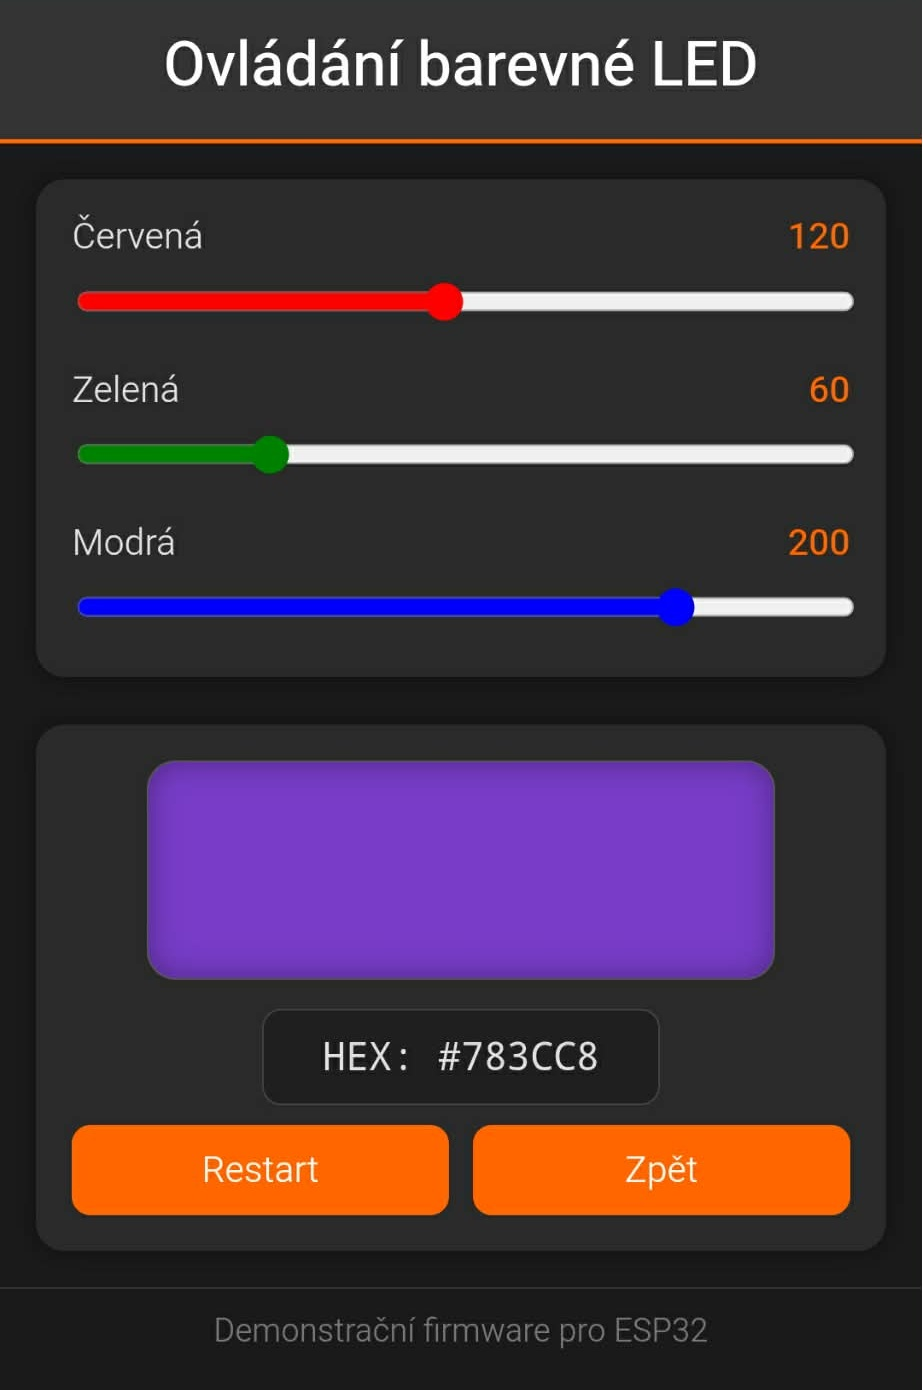 Ovládání barevné LED
Červená 120
Zelená 60
Modrá 200
HEX: #783CC8
Restart Zpět
Demonstrační firmware pro ESP32